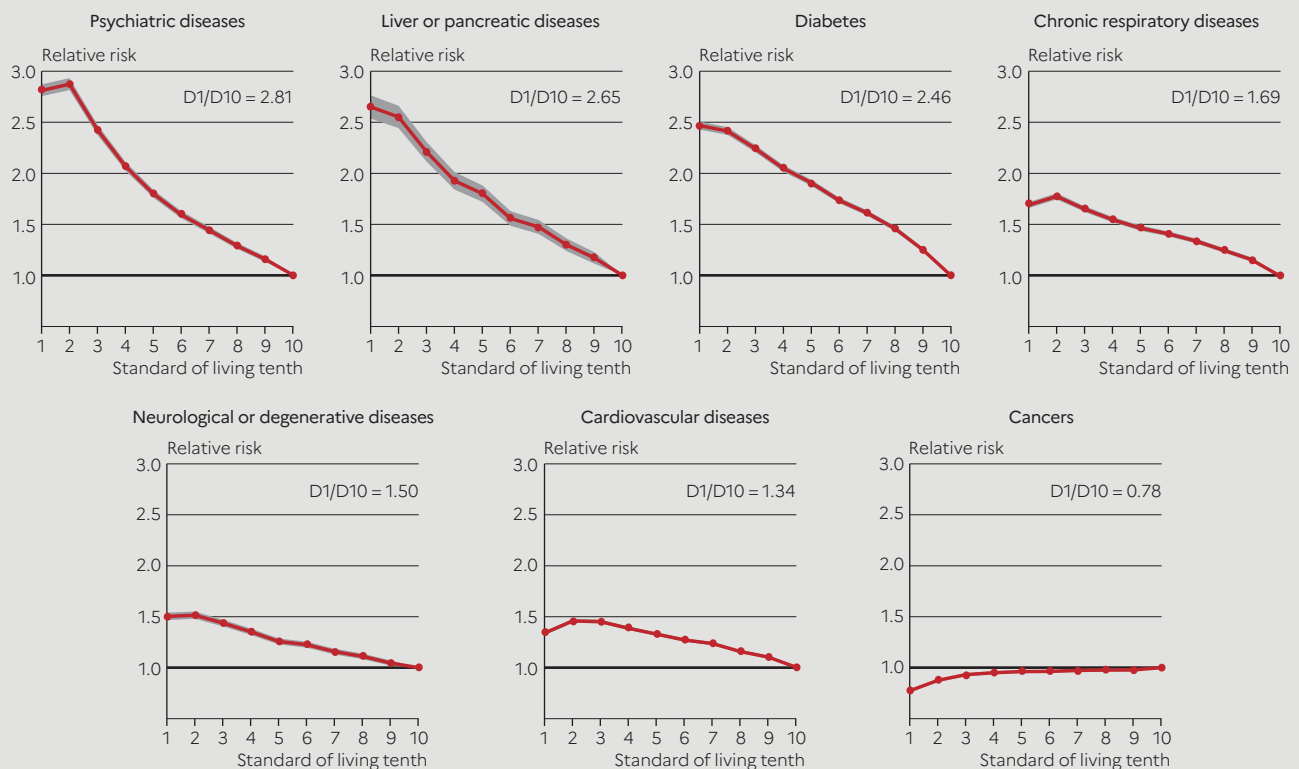 Psychiatric diseases
Relative risk
D1/D10 = 2.81
3.0
2.5
2.0
1.5
1.0
1 2 3 4 5 6 7 8 9 10
Standard of living tenth
Liver or pancreatic diseases
Relative risk
D1/D10 = 2.65
3.0
2.5
2.0
1.5
1.0
1 2 3 4 5 6 7 8 9 10
Standard of living tenth
Diabetes
Relative risk
D1/D10 = 2.46
3.0
2.5
2.0
1.5
1.0
1 2 3 4 5 6 7 8 9 10
Standard of living tenth
Chronic respiratory diseases
Relative risk
D1/D10 = 1.69
3.0
2.5
2.0
1.5
1.0
1 2 3 4 5 6 7 8 9 10
Standard of living tenth
Neurological or degenerative diseases
Relative risk
D1/D10 = 1.50
3.0
2.5
2.0
1.5
1.0
1 2 3 4 5 6 7 8 9 10
Standard of living tenth
Cardiovascular diseases
Relative risk
D1/D10 = 1.34
3.0
2.5
2.0
1.5
1.0
1 2 3 4 5 6 7 8 9 10
Standard of living tenth
Cancers
Relative risk
D1/D10 = 0.78
3.0
2.5
2.0
1.5
1.0
1 2 3 4 5 6 7 8 9 10
Standard of living tenth